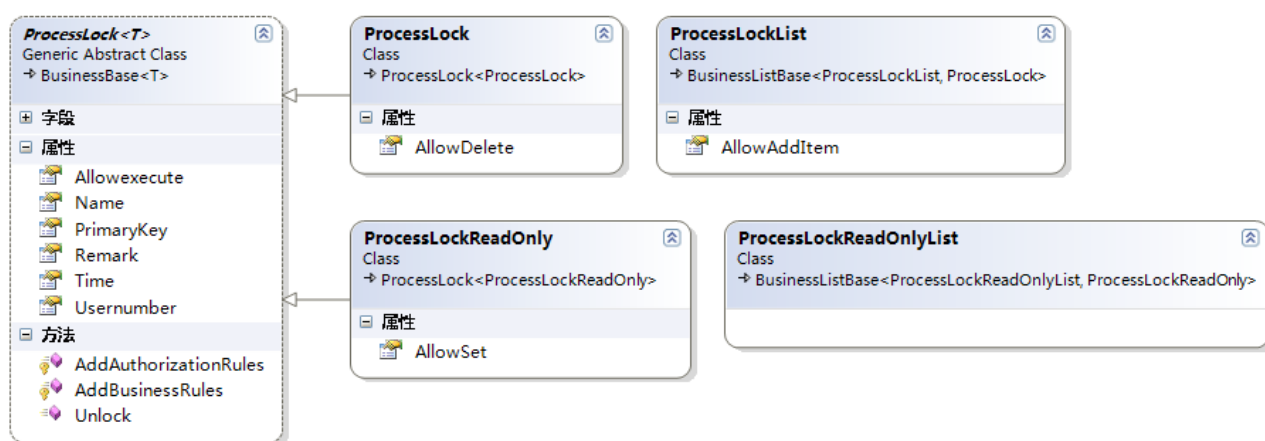 ProcessLock<T>
Generic Abstract Class
BusinessBase<T>
字段
属性
Allowexecute
Name
PrimaryKey
Remark
Time
Usernumber
方法
AddAuthorizationRules
AddBusinessRules
Unlock
ProcessLock
Class
ProcessLock<ProcessLock>
属性
AllowDelete
ProcessLockList
Class
BusinessListBase<ProcessLockList, ProcessLock>
属性
AllowAddItem
ProcessLockReadOnly
Class
ProcessLock<ProcessLockReadOnly>
属性
AllowSet
ProcessLockReadOnlyList
Class
BusinessListBase<ProcessLockReadOnlyList, ProcessLockReadOnly>